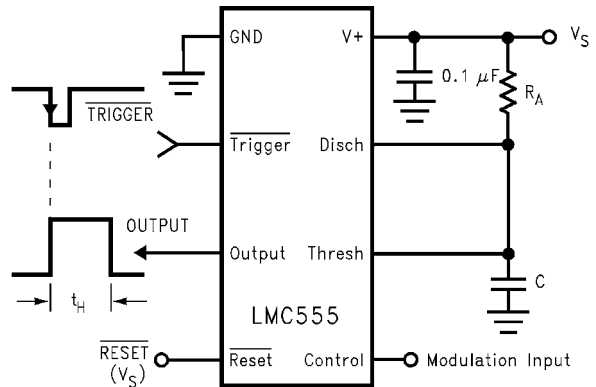 GND
V+
V_S
0.1 μF
R_A
TRIGGER
Trigger
Disch
OUTPUT
Output
Thresh
C
t_H
LMC555
RESET
(V_S)
Reset
Control
Modulation Input